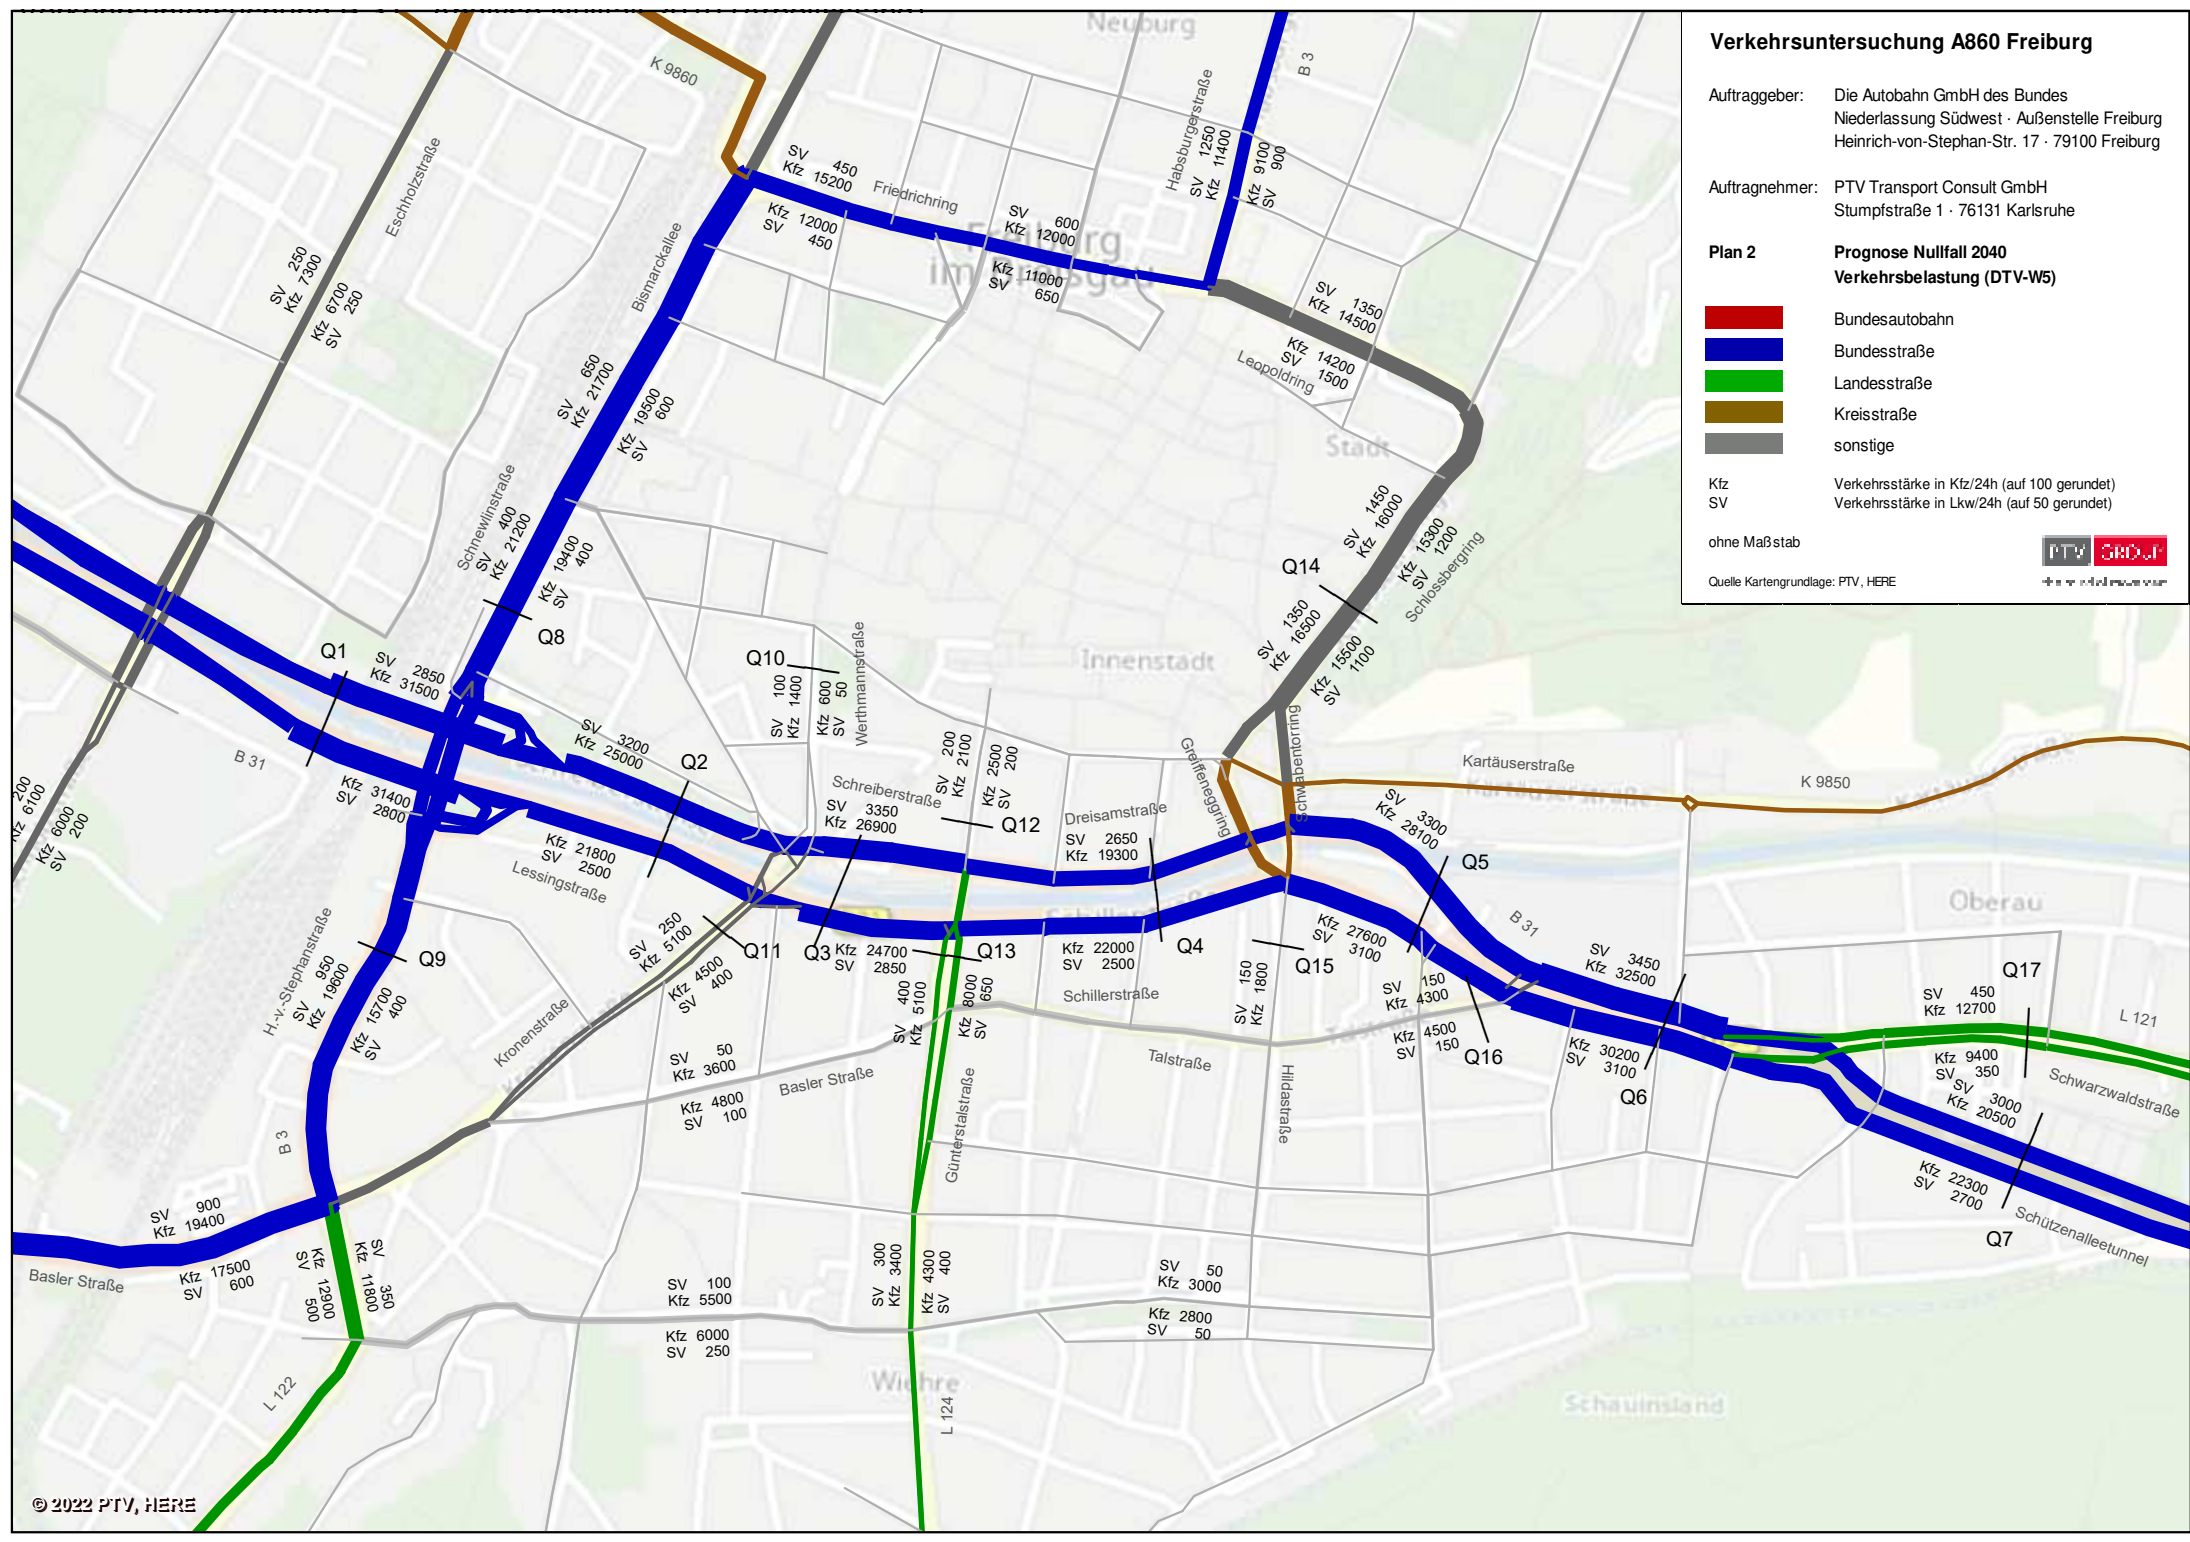 Verkehrsuntersuchung A860 Freiburg
Auftraggeber: Die Autobahn GmbH des Bundes
Niederlassung Südwest · Außenstelle Freiburg
Heinrich-von-Stephan-Str. 17 · 79100 Freiburg
Auftragnehmer: PTV Transport Consult GmbH
Stumpfstraße 1 · 76131 Karlsruhe
Plan 2 Prognose Nullfall 2040
Verkehrsbelastung (DTV-W5)
Bundesautobahn
Bundesstraße
Landesstraße
Kreisstraße
sonstige
Kfz Verkehrsstärke in Kfz/24h (auf 100 gerundet)
SV Verkehrsstärke in Lkw/24h (auf 50 gerundet)
ohne Maßstab
PTV GROUP
Quelle Kartengrundlage: PTV, HERE
Neuburg
K 9860
B 3
Habsburgerstraße
SV 1250
Kfz 11400
Kfz 9100
SV 900
Eschholzstraße
SV 250
Kfz 7300
Kfz 6700
SV 250
SV 450
Kfz 15200
Friedrichring
Kfz 12000
SV 450
SV 600
Kfz 12000
Freiburg
im Breisgau
Kfz 11000
SV 650
Bismarckallee
SV 650
Kfz 21700
Kfz 19500
SV 600
SV 1350
Kfz 14500
Kfz 14200
SV 1500
Leopoldring
Stadt
Schnewlinstraße
SV 400
Kfz 21200
Kfz 19400
SV 400
Q8
SV 1450
Kfz 16000
Kfz 15300
SV 1200
Schlossbergring
Q14
SV 1350
Kfz 16500
Kfz 15500
SV 1100
Innenstadt
Q1
SV 2850
Kfz 31500
B 31
Kfz 31400
SV 2800
200
Kfz 6100
Kfz 6000
SV 200
SV 3200
Kfz 25000
Q2
Kfz 21800
SV 2500
Lessingstraße
Q10
SV 100
Kfz 1400
Kfz 600
SV 50
Werthmannstraße
Schreiberstraße
SV 3350
Kfz 26900
SV 200
Kfz 2100
Kfz 2500
SV 200
Q12
Dreisamstraße
SV 2650
Kfz 19300
Greiffeneggring
Schwabentorring
Kartäuserstraße
Kartäuserstraße
K 9850
SV 3300
Kfz 28100
Q5
B 31
Oberau
H.-v.-Stephanstraße
Q9
SV 950
Kfz 19600
Kfz 15700
SV 400
SV 250
Kfz 5100
Kfz 4500
SV 400
Q11
Q3
Kfz 24700
SV 2850
Q13
Kfz 22000
SV 2500
Q4
Kfz 27600
SV 3100
Q15
SV 150
Kfz 1800
SV 150
Kfz 4300
Kfz 4500
SV 150
Q16
SV 3450
Kfz 32500
Kfz 30200
SV 3100
Q6
Q17
SV 450
Kfz 12700
L 121
Kfz 9400
SV 350
Schwarzwaldstraße
SV 3000
Kfz 20500
Kfz 22300
SV 2700
Q7
Schützenalleetunnel
Kronenstraße
SV 400
Kfz 5100
Kfz 8000
SV 650
Schillerstraße
Talstraße
Hildastraße
SV 50
Kfz 3600
Kfz 4800
SV 100
Basler Straße
Günterstalstraße
B 3
SV 900
Kfz 19400
Kfz 17500
SV 600
Basler Straße
SV 350
Kfz 11800
Kfz 12900
SV 500
SV 100
Kfz 5500
Kfz 6000
SV 250
SV 300
Kfz 3400
Kfz 4300
SV 400
SV 50
Kfz 3000
Kfz 2800
SV 50
Wiehre
L 122
L 124
Schauinsland
© 2022 PTV, HERE